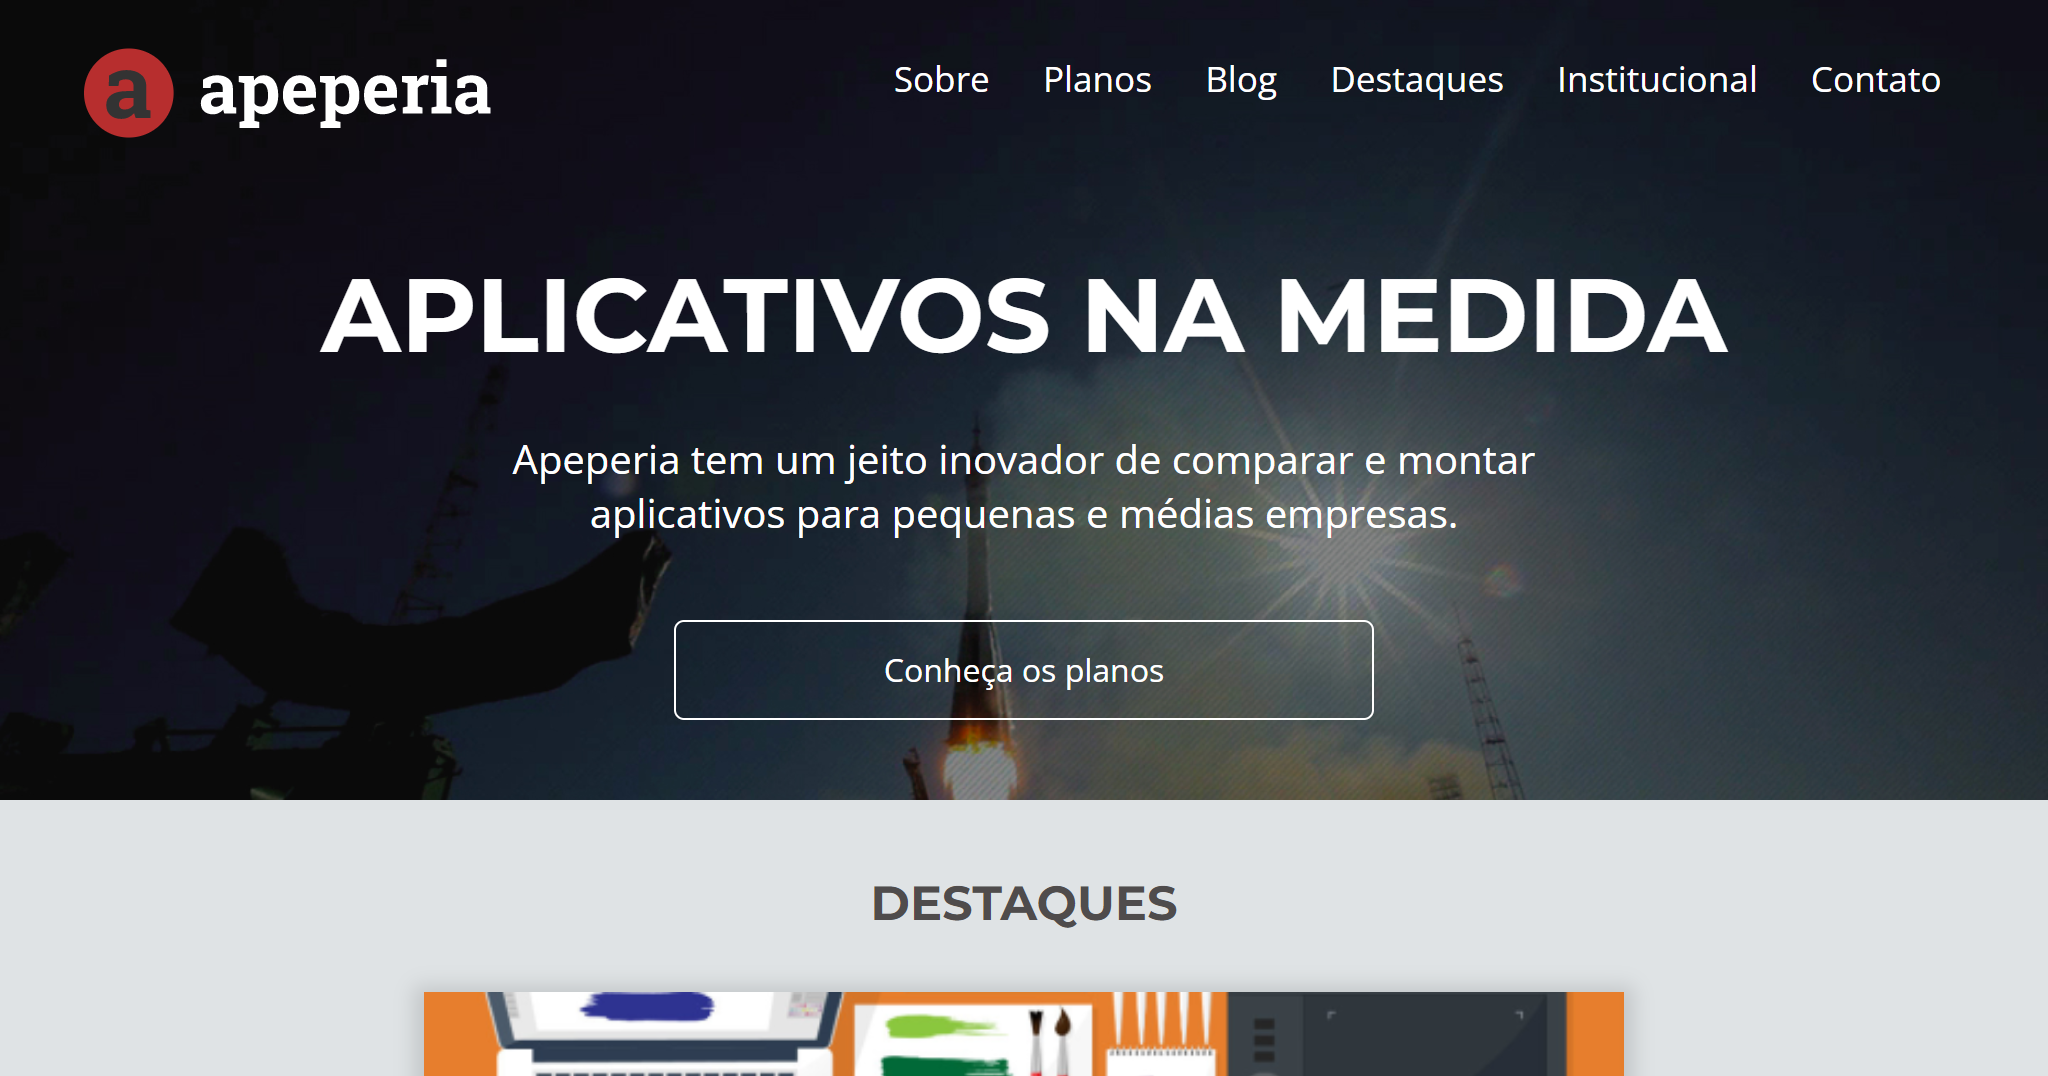 a apeperia
Sobre Planos Blog Destaques Institucional Contato
APLICATIVOS NA MEDIDA
Apeperia tem um jeito inovador de comparar e montar
aplicativos para pequenas e médias empresas.
Conheça os planos
DESTAQUES